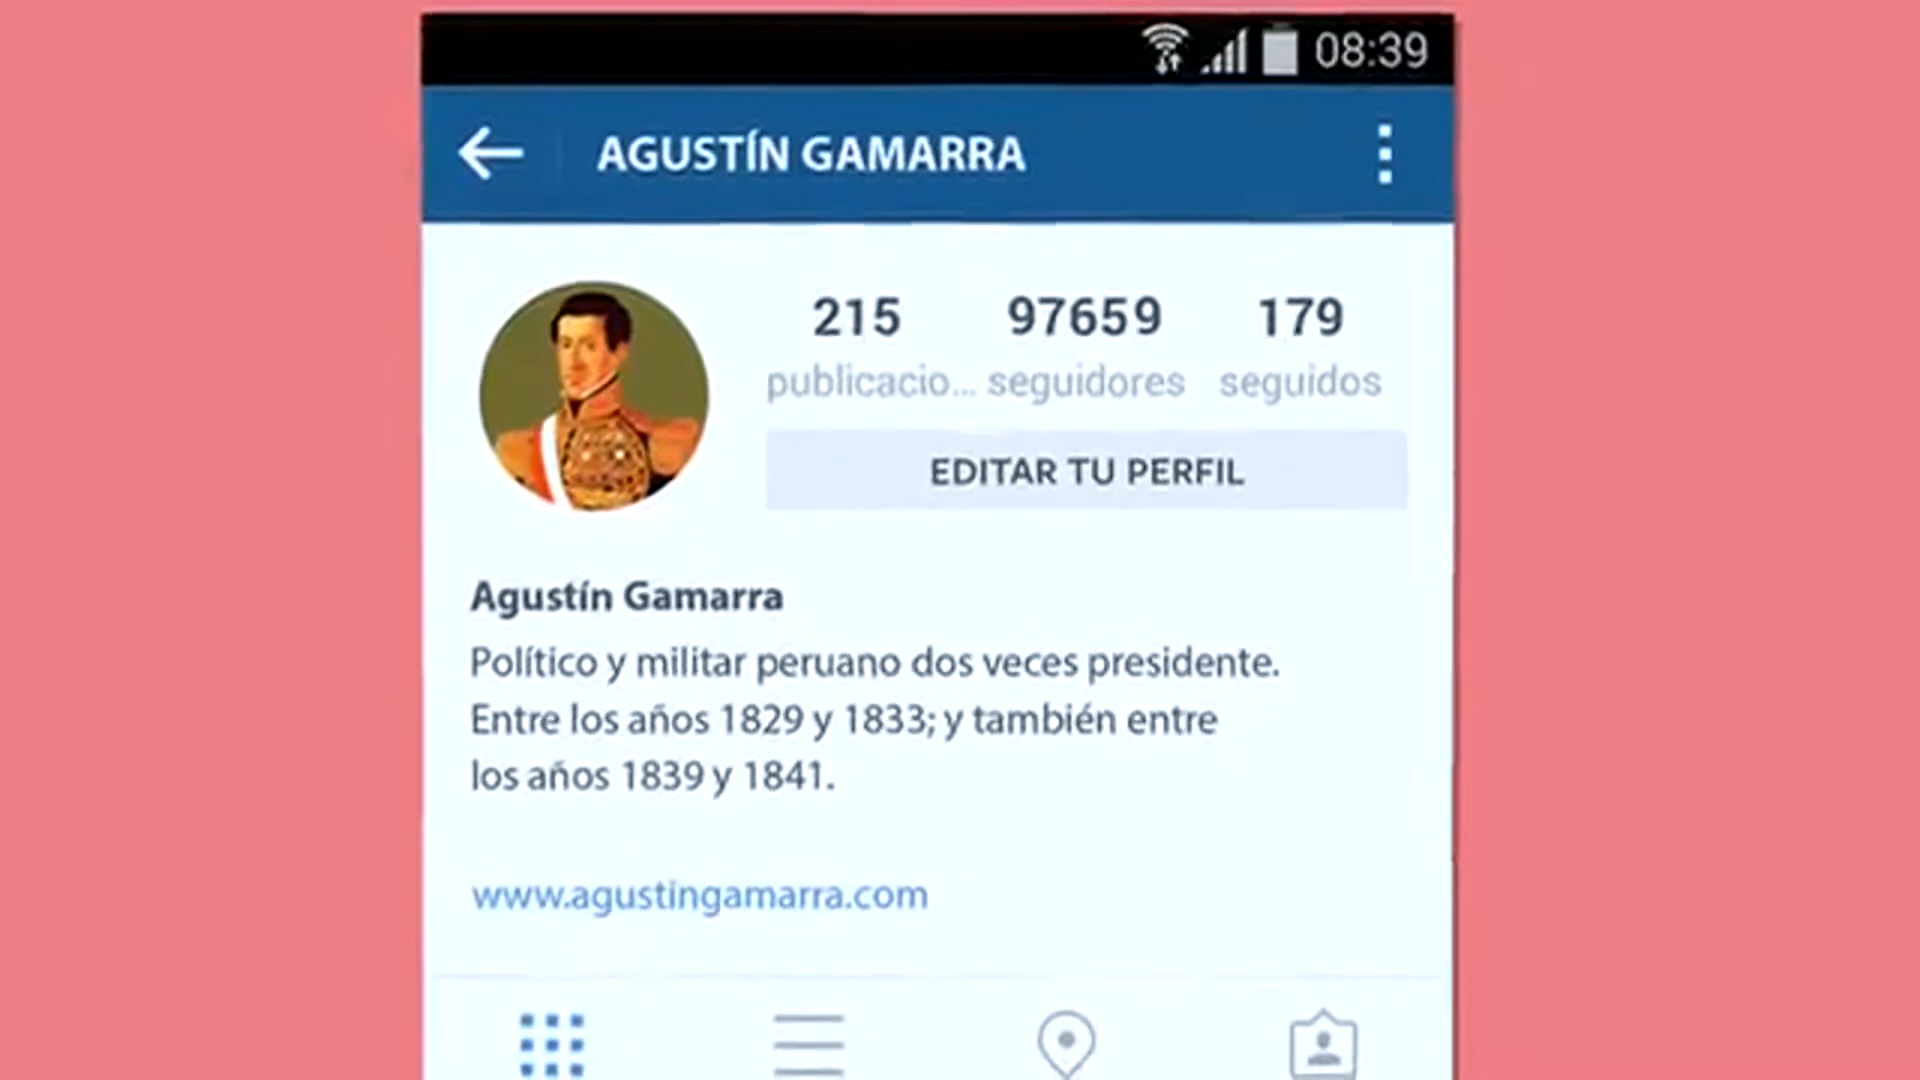 08:39
AGUSTÍN GAMARRA
215 97659 179
publicacio... seguidores seguidos
EDITAR TU PERFIL
Agustín Gamarra
Político y militar peruano dos veces presidente.
Entre los años 1829 y 1833; y también entre
los años 1839 y 1841.
www.agustingamarra.com